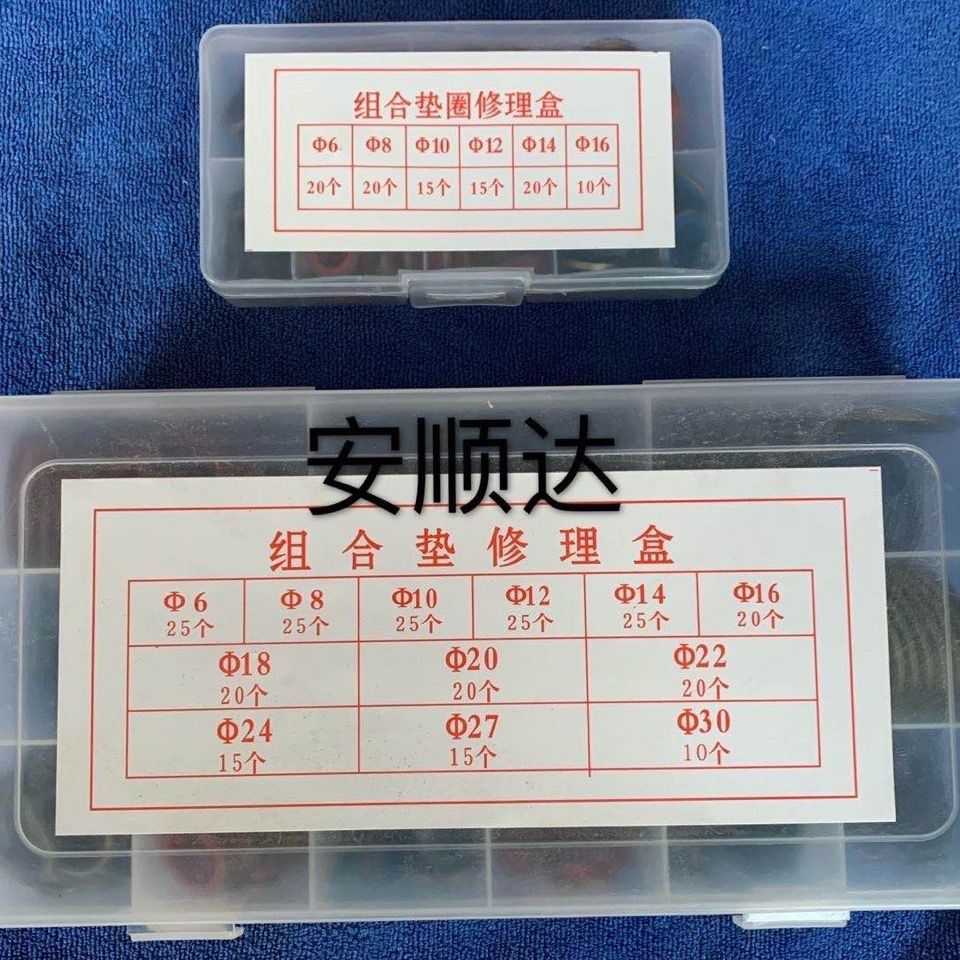 组合垫圈修理盒
Φ6 Φ8 Φ10 Φ12 Φ14 Φ16
20个 20个 15个 15个 20个 10个
安顺达
组合垫修理盒
Φ6 Φ8 Φ10 Φ12 Φ14 Φ16
25个 25个 25个 25个 25个 20个
Φ18 Φ20 Φ22
20个 20个 20个
Φ24 Φ27 Φ30
15个 15个 10个